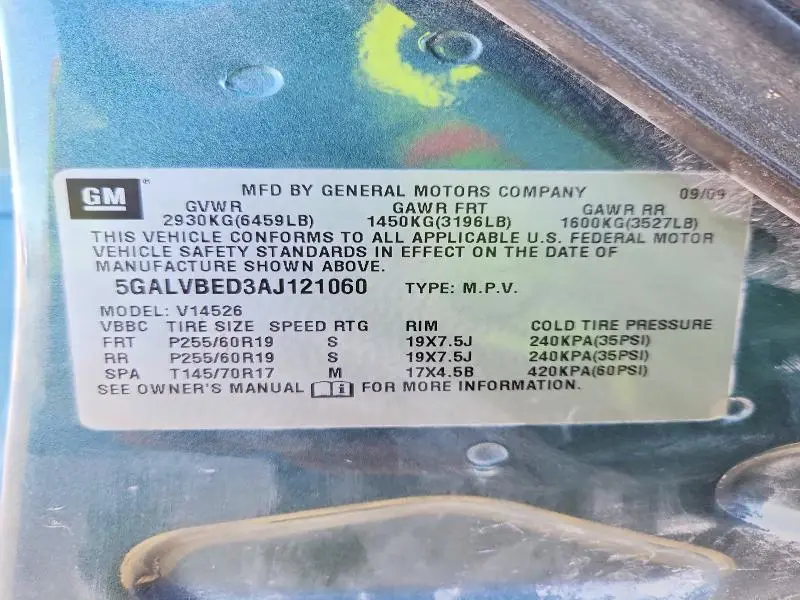 GM ® MFD BY GENERAL MOTORS COMPANY 09/09
GVWR GAWR FRT GAWR RR
2930KG(6459LB) 1450KG(3196LB) 1600KG(3527LB)
THIS VEHICLE CONFORMS TO ALL APPLICABLE U.S. FEDERAL MOTOR
VEHICLE SAFETY STANDARDS IN EFFECT ON THE DATE OF
MANUFACTURE SHOWN ABOVE.
5GALVBED3AJ121060 TYPE: M.P.V.
MODEL: V14526
VBBC TIRE SIZE SPEED RTG RIM COLD TIRE PRESSURE
FRT P255/60R19 S 19X7.5J 240KPA(35PSI)
RR P255/60R19 S 19X7.5J 240KPA(35PSI)
SPA T145/70R17 M 17X4.5B 420KPA(60PSI)
SEE OWNER'S MANUAL FOR MORE INFORMATION.